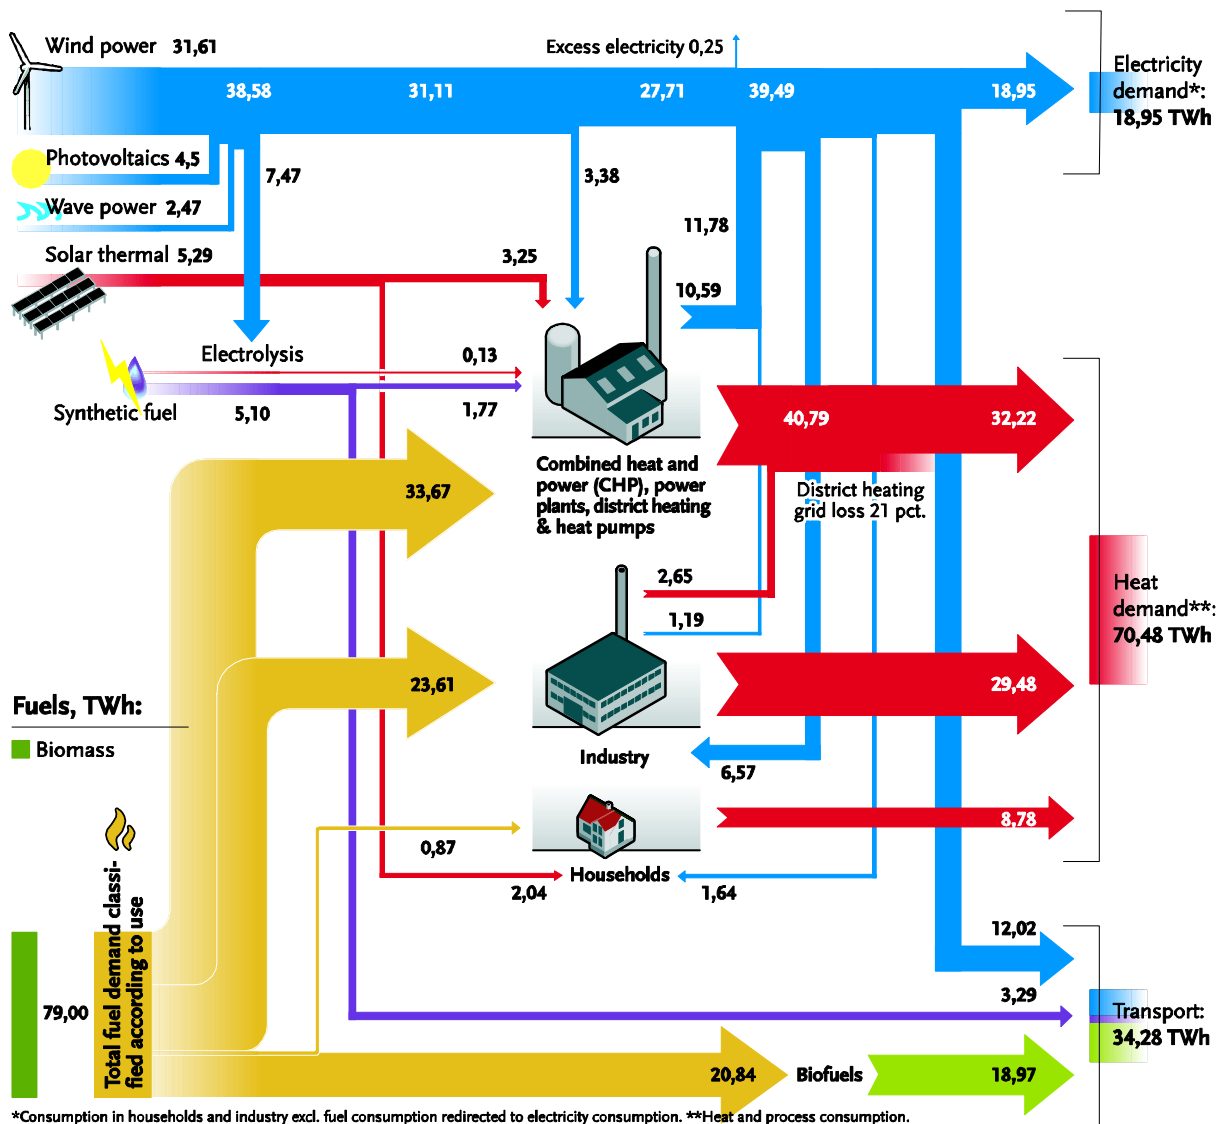 Wind power 31,61
Excess electricity 0,25
38,58
31,11
27,71
39,49
18,95
Electricity
demand*:
18,95 TWh
Photovoltaics 4,5
7,47
3,38
Wave power 2,47
11,78
Solar thermal 5,29
3,25
10,59
Electrolysis
0,13
Synthetic fuel
5,10
1,77
40,79
32,22
33,67
Combined heat and
power (CHP), power
plants, district heating
& heat pumps
District heating
grid loss 21 pct.
2,65
1,19
Heat
demand**:
70,48 TWh
23,61
29,48
Fuels, TWh:
Biomass
Industry
6,57
8,78
0,87
Households
2,04
1,64
Total fuel demand classi-
fied according to use
12,02
3,29
79,00
Transport:
34,28 TWh
20,84
Biofuels
18,97
*Consumption in households and industry excl. fuel consumption redirected to electricity consumption. **Heat and process consumption.